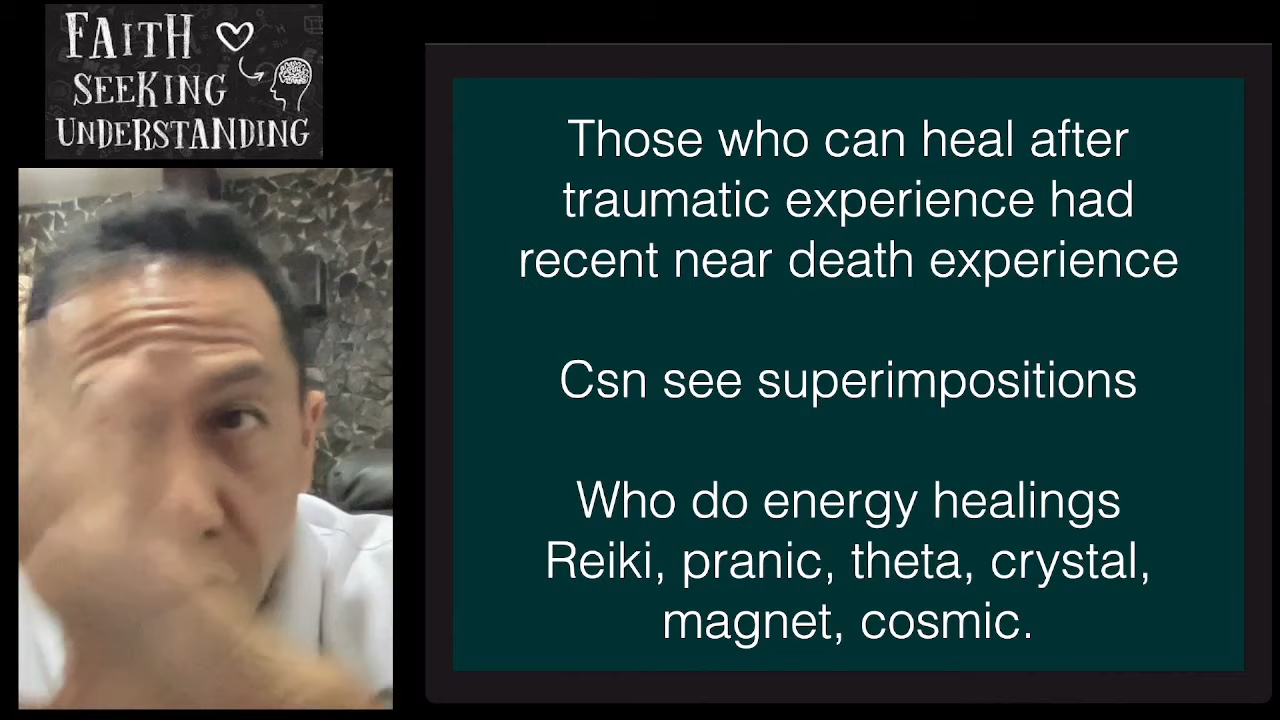 FAITH
SEEKING
UNDERSTANDING
Those who can heal after
traumatic experience had
recent near death experience
Csn see superimpositions
Who do energy healings
Reiki, pranic, theta, crystal,
magnet, cosmic.